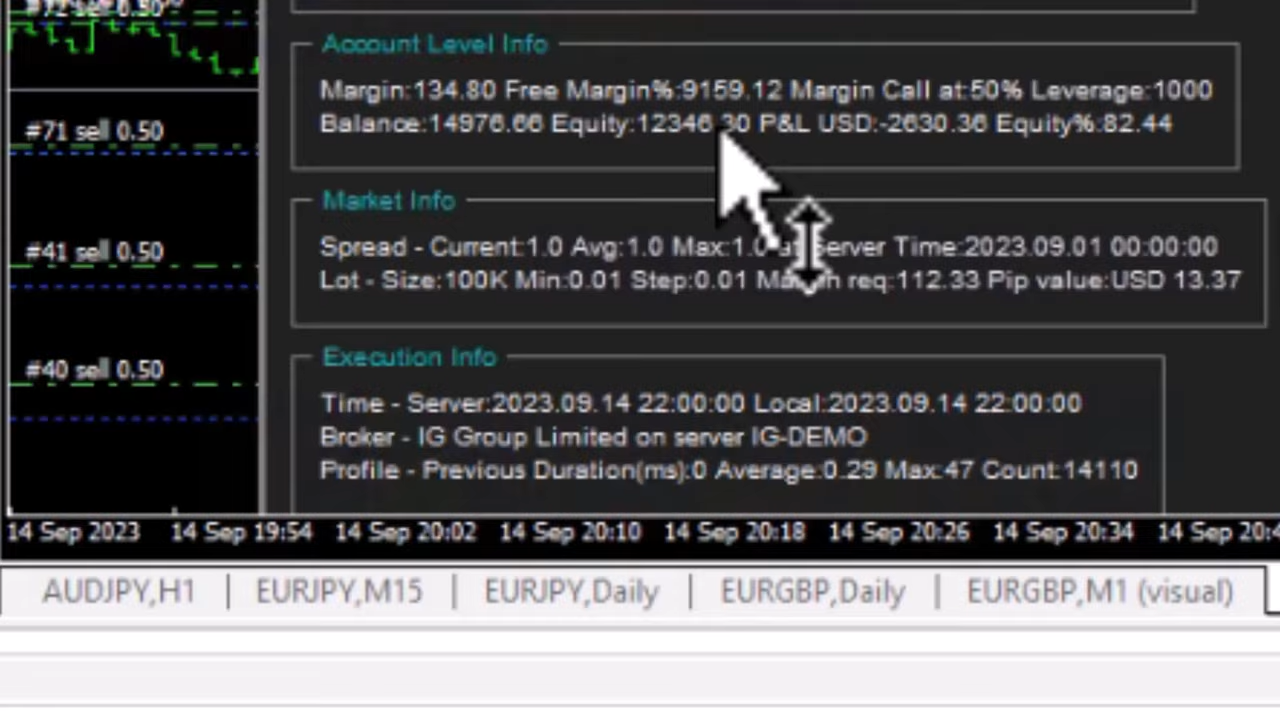 #72 sell 0.50
Account Level Info
Margin:134.80 Free Margin%:9159.12 Margin Call at:50% Leverage:1000
Balance:14976.66 Equity:12346.30 P&L USD:-2630.36 Equity%:82.44
#71 sell 0.50
Market Info
Spread - Current:1.0 Avg:1.0 Max:1.0 at Server Time:2023.09.01 00:00:00
#41 sell 0.50
Lot - Size:100K Min:0.01 Step:0.01 Margin req:112.33 Pip value:USD 13.37
Execution Info
#40 sell 0.50
Time - Server:2023.09.14 22:00:00 Local:2023.09.14 22:00:00
Broker - IG Group Limited on server IG-DEMO
Profile - Previous Duration(ms):0 Average:0.29 Max:47 Count:14110
14 Sep 2023 14 Sep 19:54 14 Sep 20:02 14 Sep 20:10 14 Sep 20:18 14 Sep 20:26 14 Sep 20:34 14 Sep
AUDJPY,H1 | EURJPY,M15 | EURJPY,Daily | EURGBP,Daily | EURGBP,M1 (visual)